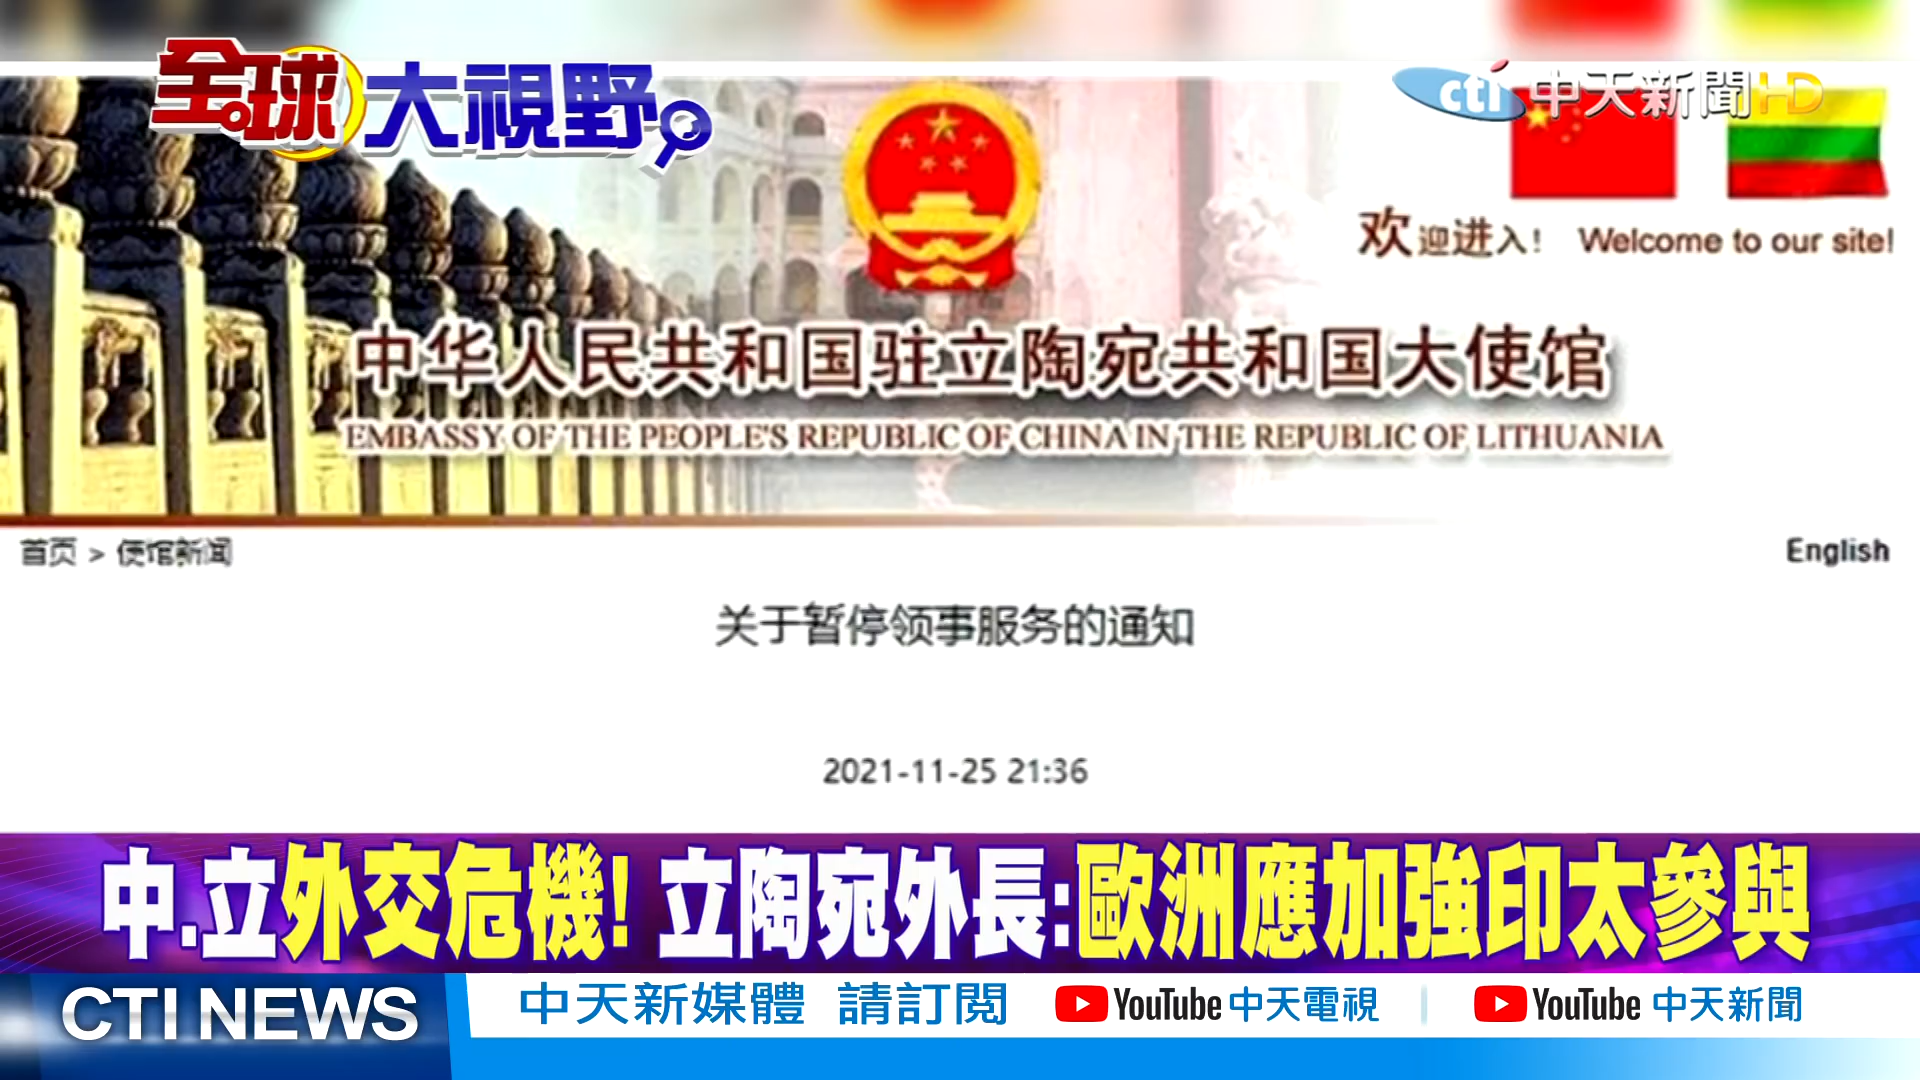 全球大視野
cti 中天新聞HD
欢迎进入! Welcome to our site!
中华人民共和国驻立陶宛共和国大使馆
EMBASSY OF THE PEOPLE'S REPUBLIC OF CHINA IN THE REPUBLIC OF LITHUANIA
首页 > 使馆新闻
English
关于暂停领事服务的通知
2021-11-25 21:36
中.立外交危機! 立陶宛外長:歐洲應加強印太參與
CTI NEWS
中天新媒體 請訂閱 YouTube 中天電視 | YouTube 中天新聞